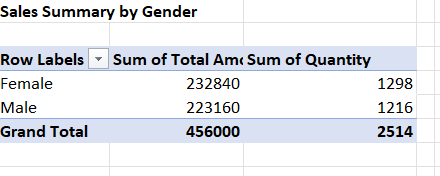 Sales Summary by Gender
Row Labels Sum of Total Am Sum of Quantity
Female 232840 1298
Male 223160 1216
Grand Total 456000 2514